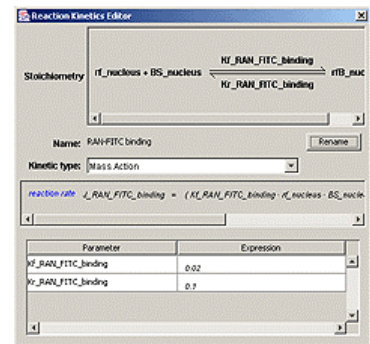 Reaction Kinetics Editor
Kf_RAN_FITC_binding
Stoichiometry rf_nucleus + BS_nucleus rfB_nuc
Kr_RAN_FITC_binding
Name: RAN-FITC binding Rename
Kinetic type: Mass Action
reaction rate J_RAN_FITC_binding = ( Kf_RAN_FITC_binding · rf_nucleus · BS_nucle
Parameter Expression
Kf_RAN_FITC_binding 0.02
Kr_RAN_FITC_binding 0.1